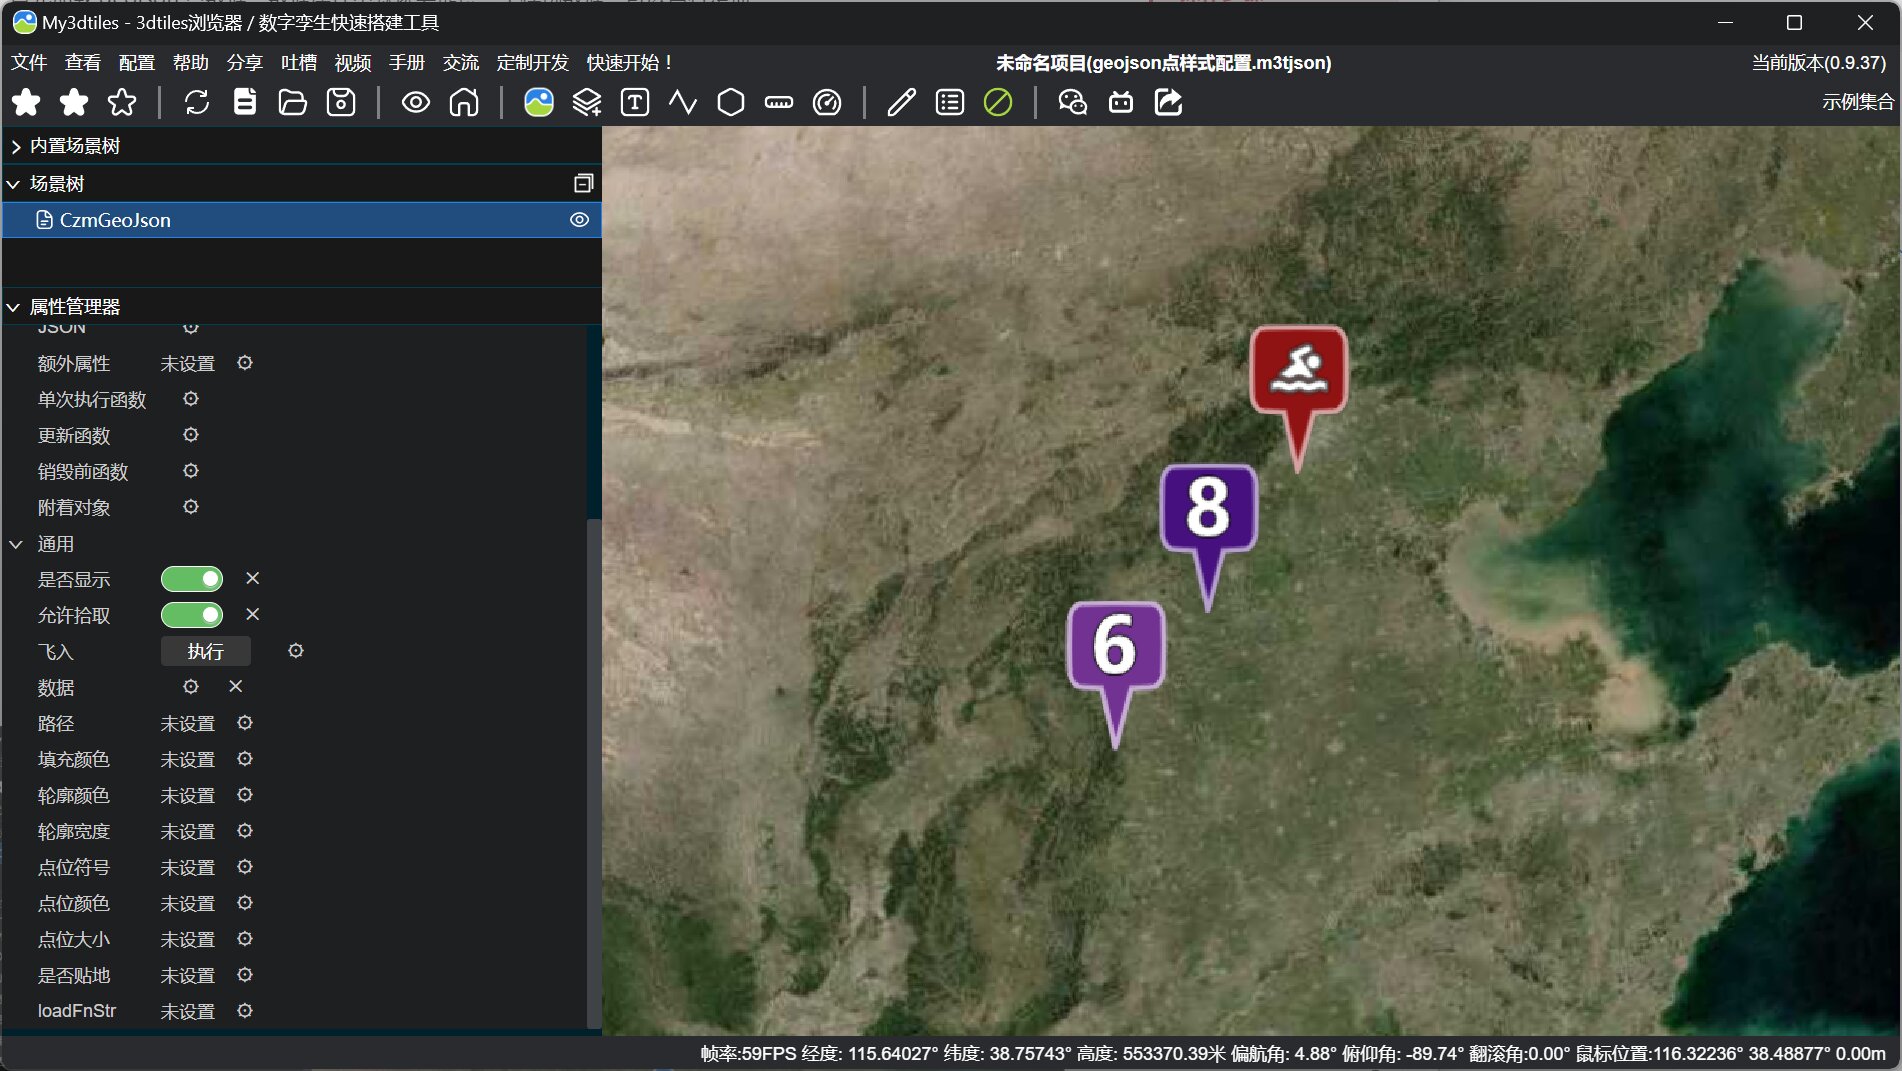 My3dtiles - 3dtiles浏览器 / 数字孪生快速搭建工具
文件 查看 配置 帮助 分享 吐槽 视频 手册 交流 定制开发 快速开始！ 未命名项目(geojson点样式配置.m3tjson) 当前版本(0.9.37)
示例集合
内置场景树
场景树
CzmGeoJson
属性管理器
JSON
额外属性 未设置
单次执行函数
更新函数
销毁前函数
附着对象
通用
是否显示
允许拾取
飞入 执行
数据
路径 未设置
填充颜色 未设置
轮廓颜色 未设置
轮廓宽度 未设置
点位符号 未设置
点位颜色 未设置
点位大小 未设置
是否贴地 未设置
loadFnStr 未设置
8
6
帧率:59FPS 经度: 115.64027° 纬度: 38.75743° 高度: 553370.39米 偏航角: 4.88° 俯仰角: -89.74° 翻滚角:0.00° 鼠标位置:116.32236° 38.48877° 0.00m